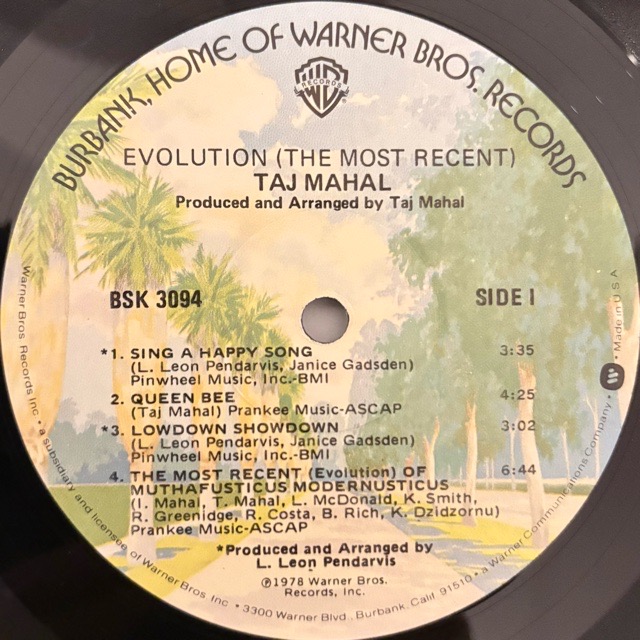 BURBANK, HOME OF WARNER BROS. RECORDS
WB
RECORDS
EVOLUTION (THE MOST RECENT)
TAJ MAHAL
Produced and Arranged by Taj Mahal
BSK 3094
SIDE I
*1. SING A HAPPY SONG 3:35
(L. Leon Pendarvis, Janice Gadsden)
Pinwheel Music, Inc.-BMI
2. QUEEN BEE 4:25
(Taj Mahal) Prankee Music-ASCAP
*3. LOWDOWN SHOWDOWN 3:02
(L. Leon Pendarvis, Janice Gadsden)
Pinwheel Music, Inc.-BMI
4. THE MOST RECENT (Evolution) OF 6:44
MUTHAFUSTICUS MODERNUSTICUS
(I. Mahal, T. Mahal, L. McDonald, K. Smith,
R. Greenidge, R. Costa, B. Rich, K. Dzidzornu)
Prankee Music-ASCAP
*Produced and Arranged by
L. Leon Pendarvis
℗1978 Warner Bros.
Records, Inc.
Warner Bros Records Inc • a subsidiary and licensee of Warner Bros Inc • 3300 Warner Blvd., Burbank, Calif 91510 • a Warner Communications Company • Made in U.S.A.